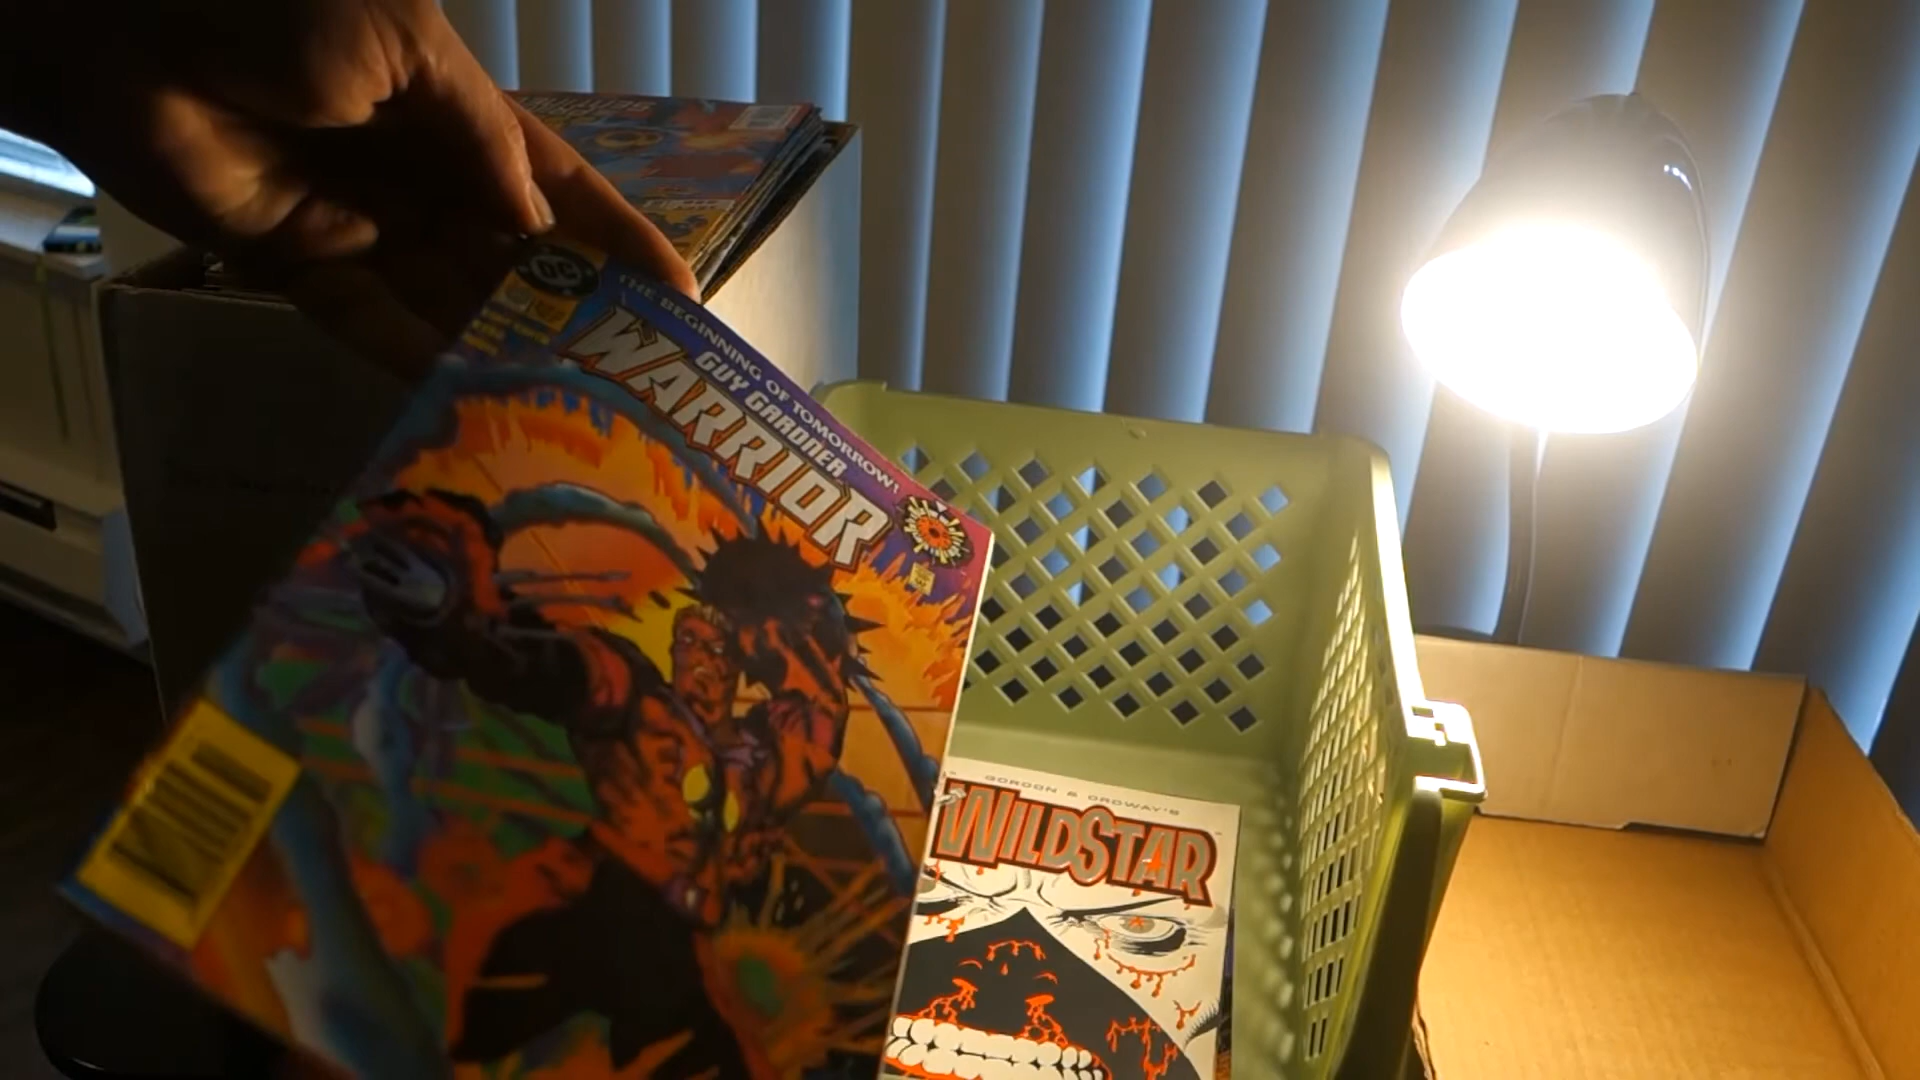 DC
THE BEGINNING OF TOMORROW!
GUY GARDNER
WARRIOR
GORDON & ORDWAY'S
WILDSTAR